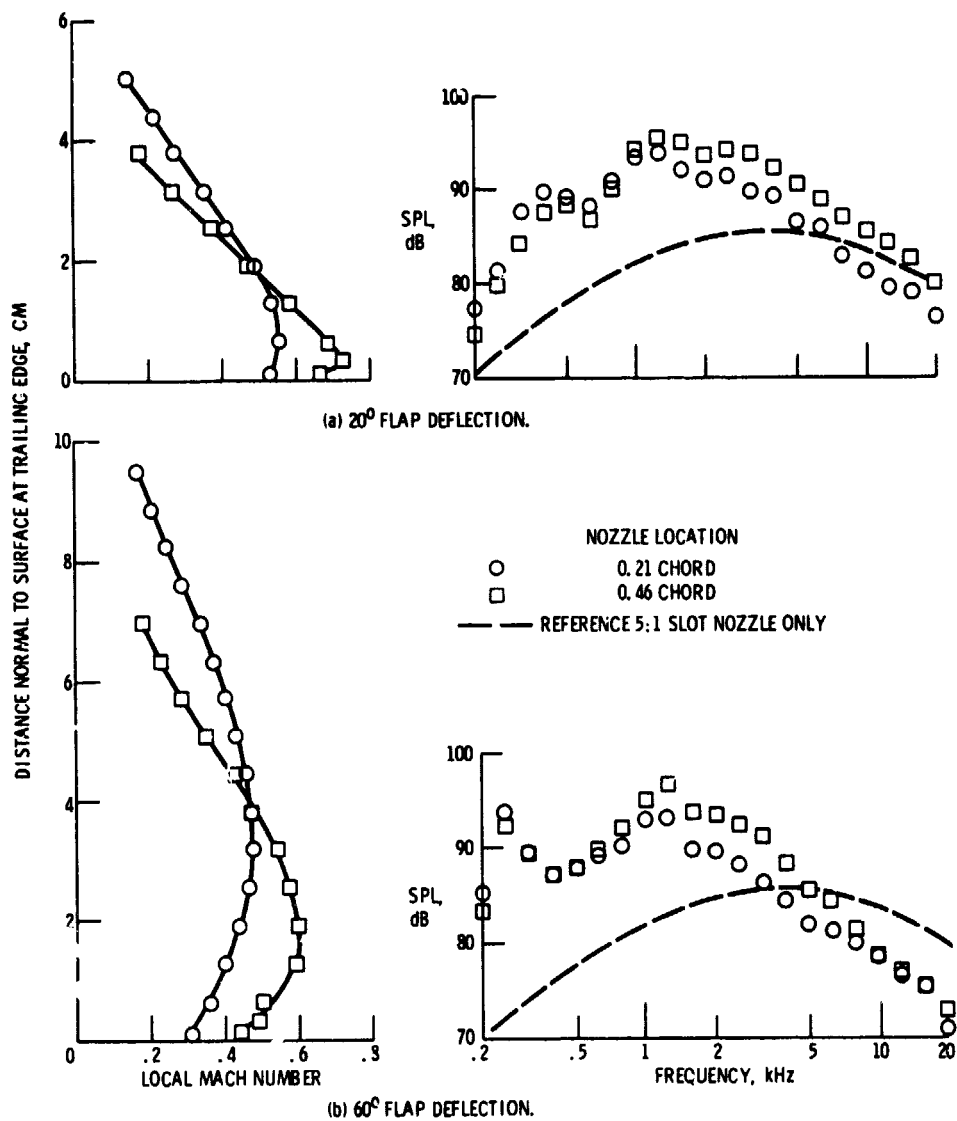 DISTANCE NORMAL TO SURFACE AT TRAILING EDGE, CM
6
4
2
0
100
90
80
70
SPL,
dB
(a) 20° FLAP DEFLECTION.
10
8
6
4
2
0
.2
.4
.6
.8
LOCAL MACH NUMBER
NOZZLE LOCATION
0.21 CHORD
0.46 CHORD
REFERENCE 5:1 SLOT NOZZLE ONLY
100
90
80
70
SPL,
dB
.2
.5
1
2
5
10
20
FREQUENCY, kHz
(b) 60° FLAP DEFLECTION.